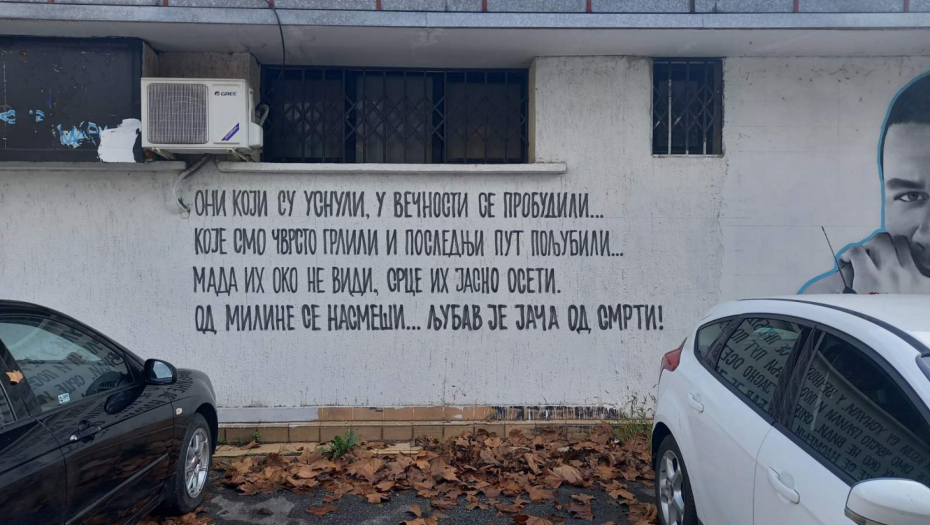 GREE
ОНИ КОЈИ СУ УСНУЛИ, У ВЕЧНОСТИ СЕ ПРОБУДИЛИ...
КОЈЕ СМО ЧВРСТО ГРЛИЛИ И ПОСЛЕДЊИ ПУТ ПОЉУБИЛИ...
МАДА ИХ ОКО НЕ ВИДИ, СРЦЕ ИХ ЈАСНО ОСЕТИ.
ОД МИЛИНЕ СЕ НАСМЕШИ... ЉУБАВ ЈЕ ЈАЧА ОД СМРТИ!